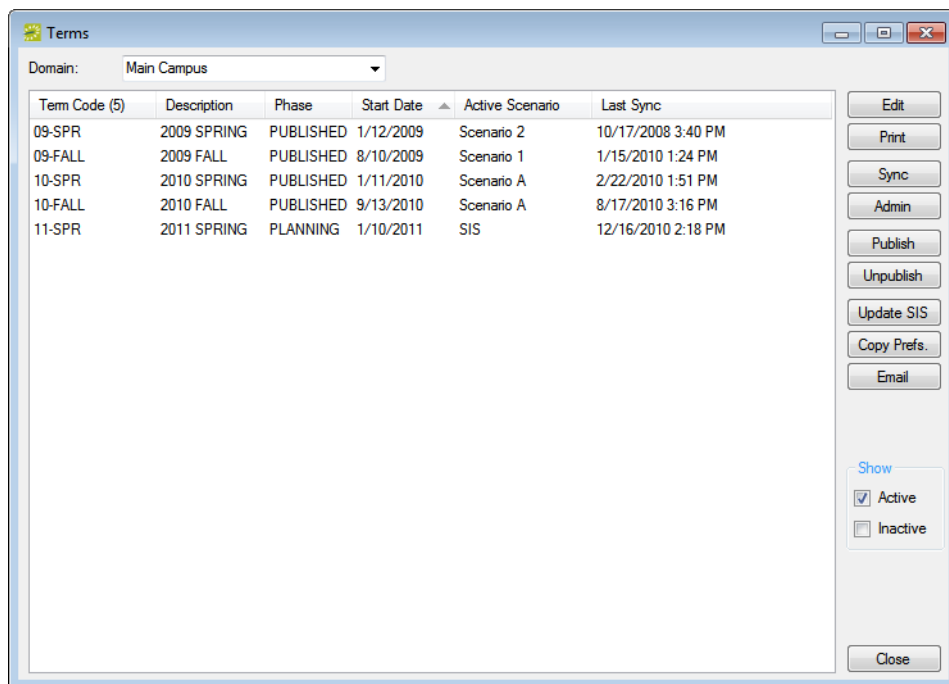 Terms
Domain: Main Campus
Term Code (5) Description Phase Start Date Active Scenario Last Sync
09-SPR 2009 SPRING PUBLISHED 1/12/2009 Scenario 2 10/17/2008 3:40 PM
09-FALL 2009 FALL PUBLISHED 8/10/2009 Scenario 1 1/15/2010 1:24 PM
10-SPR 2010 SPRING PUBLISHED 1/11/2010 Scenario A 2/22/2010 1:51 PM
10-FALL 2010 FALL PUBLISHED 9/13/2010 Scenario A 8/17/2010 3:16 PM
11-SPR 2011 SPRING PLANNING 1/10/2011 SIS 12/16/2010 2:18 PM
Edit
Print
Sync
Admin
Publish
Unpublish
Update SIS
Copy Prefs.
Email
Show
Active
Inactive
Close